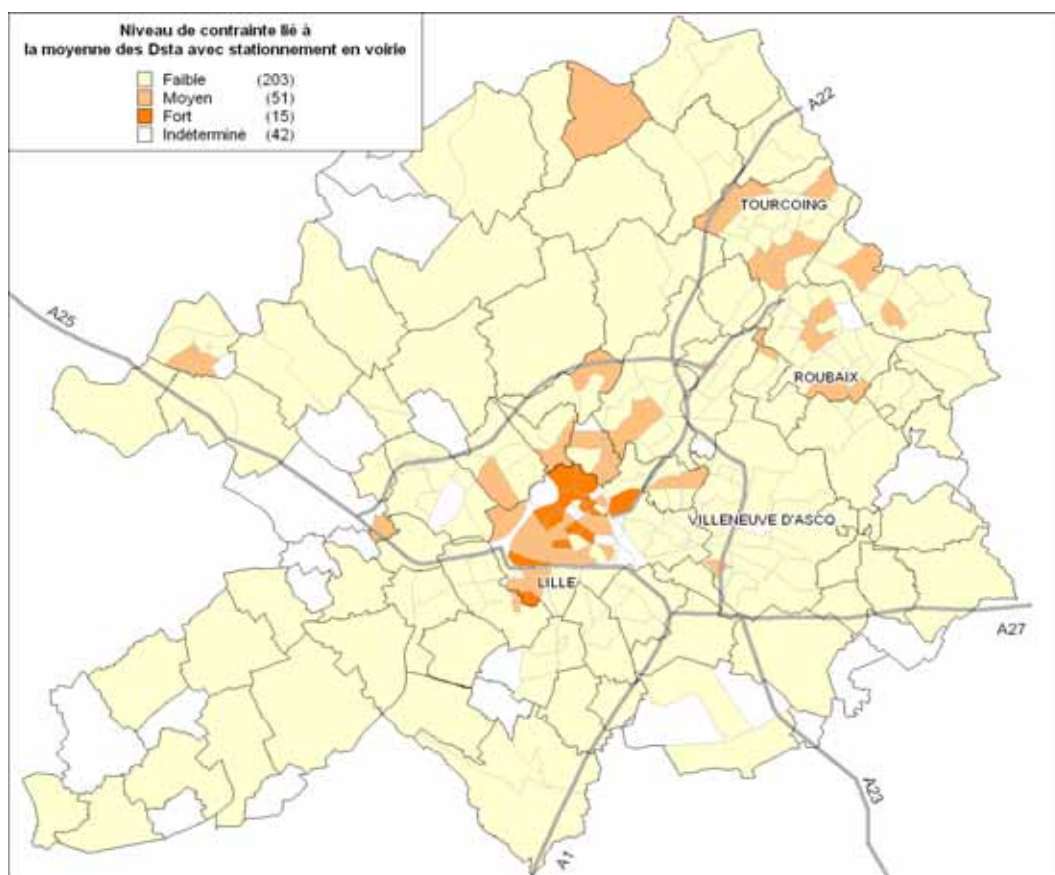 Niveau de contrainte lié à
la moyenne des Dsta avec stationnement en voirie
Faible (203)
Moyen (51)
Fort (15)
Indéterminé (42)
A22
TOURCOING
A25
ROUBAIX
VILLENEUVE D'ASCQ
LILLE
A27
A23
A1